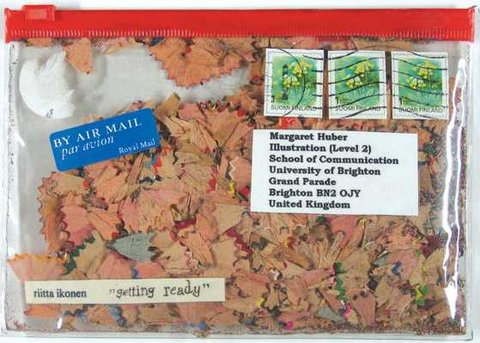 SUOMI FINLAND
SUOMI FINLAND
SUOMI FINLAND
BY AIR MAIL
par avion
Royal Mail
Margaret Huber
Illustration (Level 2)
School of Communication
University of Brighton
Grand Parade
Brighton BN2 OJY
United Kingdom
riitta ikonen "getting ready"